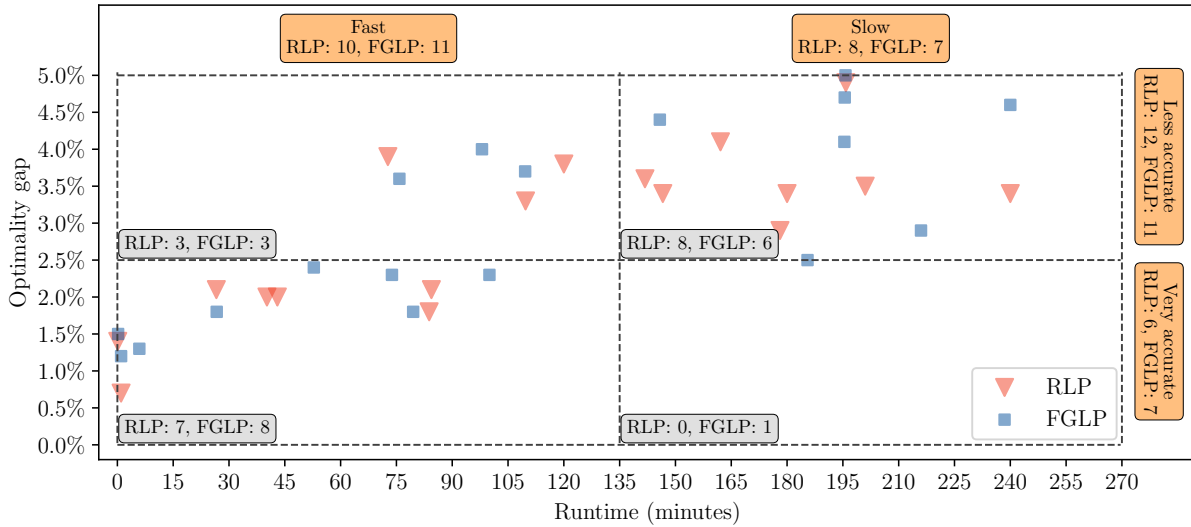 Fast
RLP: 10, FGLP: 11
Slow
RLP: 8, FGLP: 7
Optimality gap
5.0%
4.5%
4.0%
3.5%
3.0%
2.5%
2.0%
1.5%
1.0%
0.5%
0.0%
RLP: 3, FGLP: 3
RLP: 8, FGLP: 6
RLP: 7, FGLP: 8
RLP: 0, FGLP: 1
Less accurate
RLP: 12, FGLP: 11
Very accurate
RLP: 6, FGLP: 7
RLP
FGLP
0 15 30 45 60 75 90 105 120 135 150 165 180 195 210 225 240 255 270
Runtime (minutes)